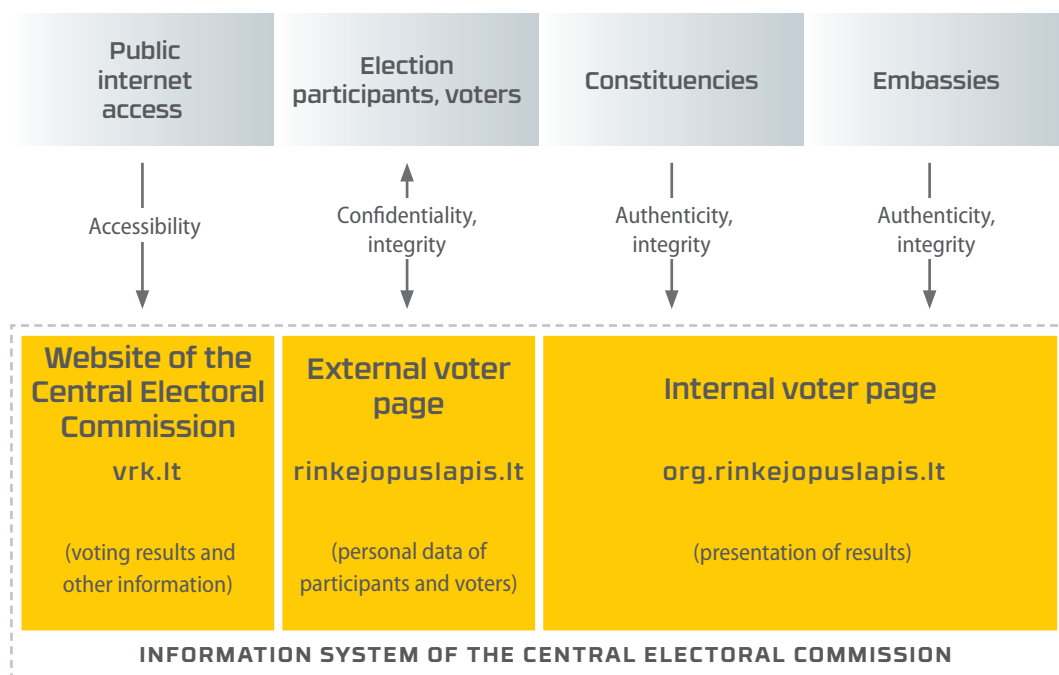 Public
internet
access
Election
participants, voters
Constituencies
Embassies
Accessibility
Confidentiality,
integrity
Authenticity,
integrity
Authenticity,
integrity
Website of the
Central Electoral
Commission
vrk.lt
(voting results and
other information)
External voter
page
rinkejopuslapis.lt
(personal data of
participants and voters)
Internal voter page
org.rinkejopuslapis.lt
(presentation of results)
INFORMATION SYSTEM OF THE CENTRAL ELECTORAL COMMISSION